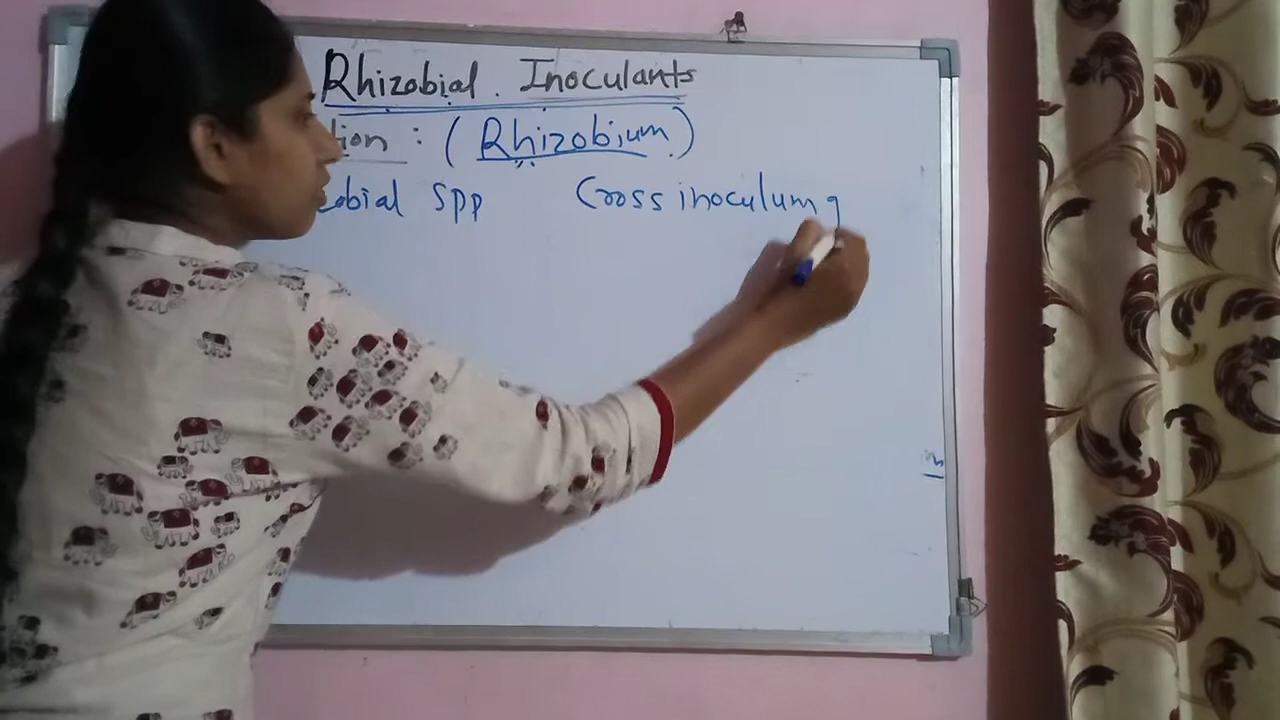 Rhizobial. Inoculants
tion : (Rhizobium)
obial Spp Cross inoculum g